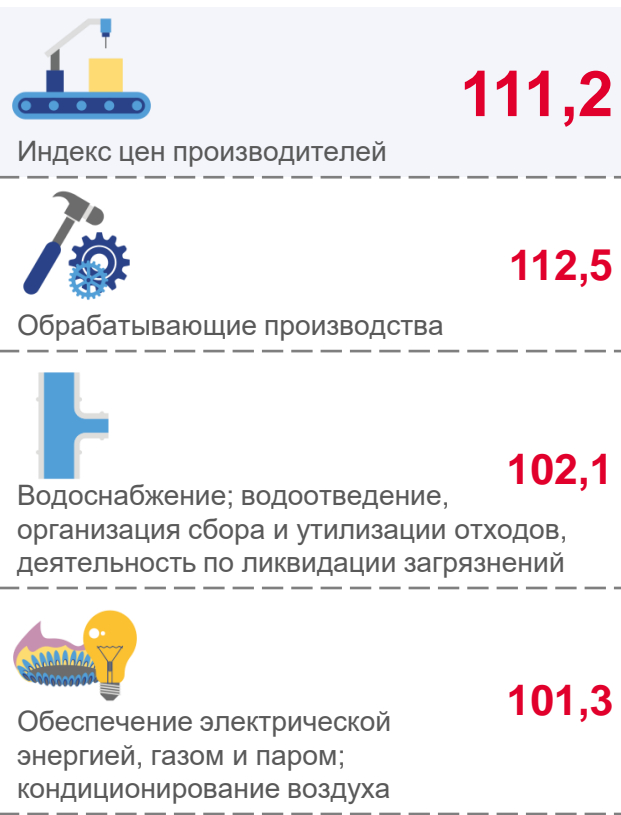 111,2
Индекс цен производителей
112,5
Обрабатывающие производства
102,1
Водоснабжение; водоотведение,
организация сбора и утилизации отходов,
деятельность по ликвидации загрязнений
101,3
Обеспечение электрической
энергией, газом и паром;
кондиционирование воздуха